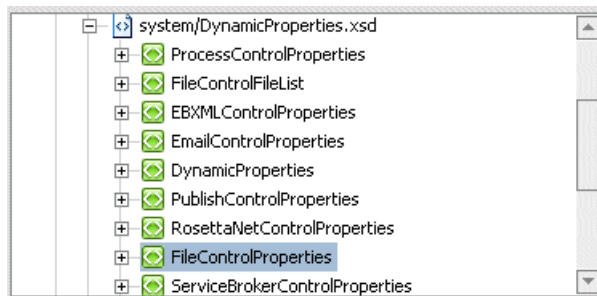 system/DynamicProperties.xsd
ProcessControlProperties
FileControlFileList
EBXMLControlProperties
EmailControlProperties
DynamicProperties
PublishControlProperties
RosettaNetControlProperties
FileControlProperties
ServiceBrokerControlProperties